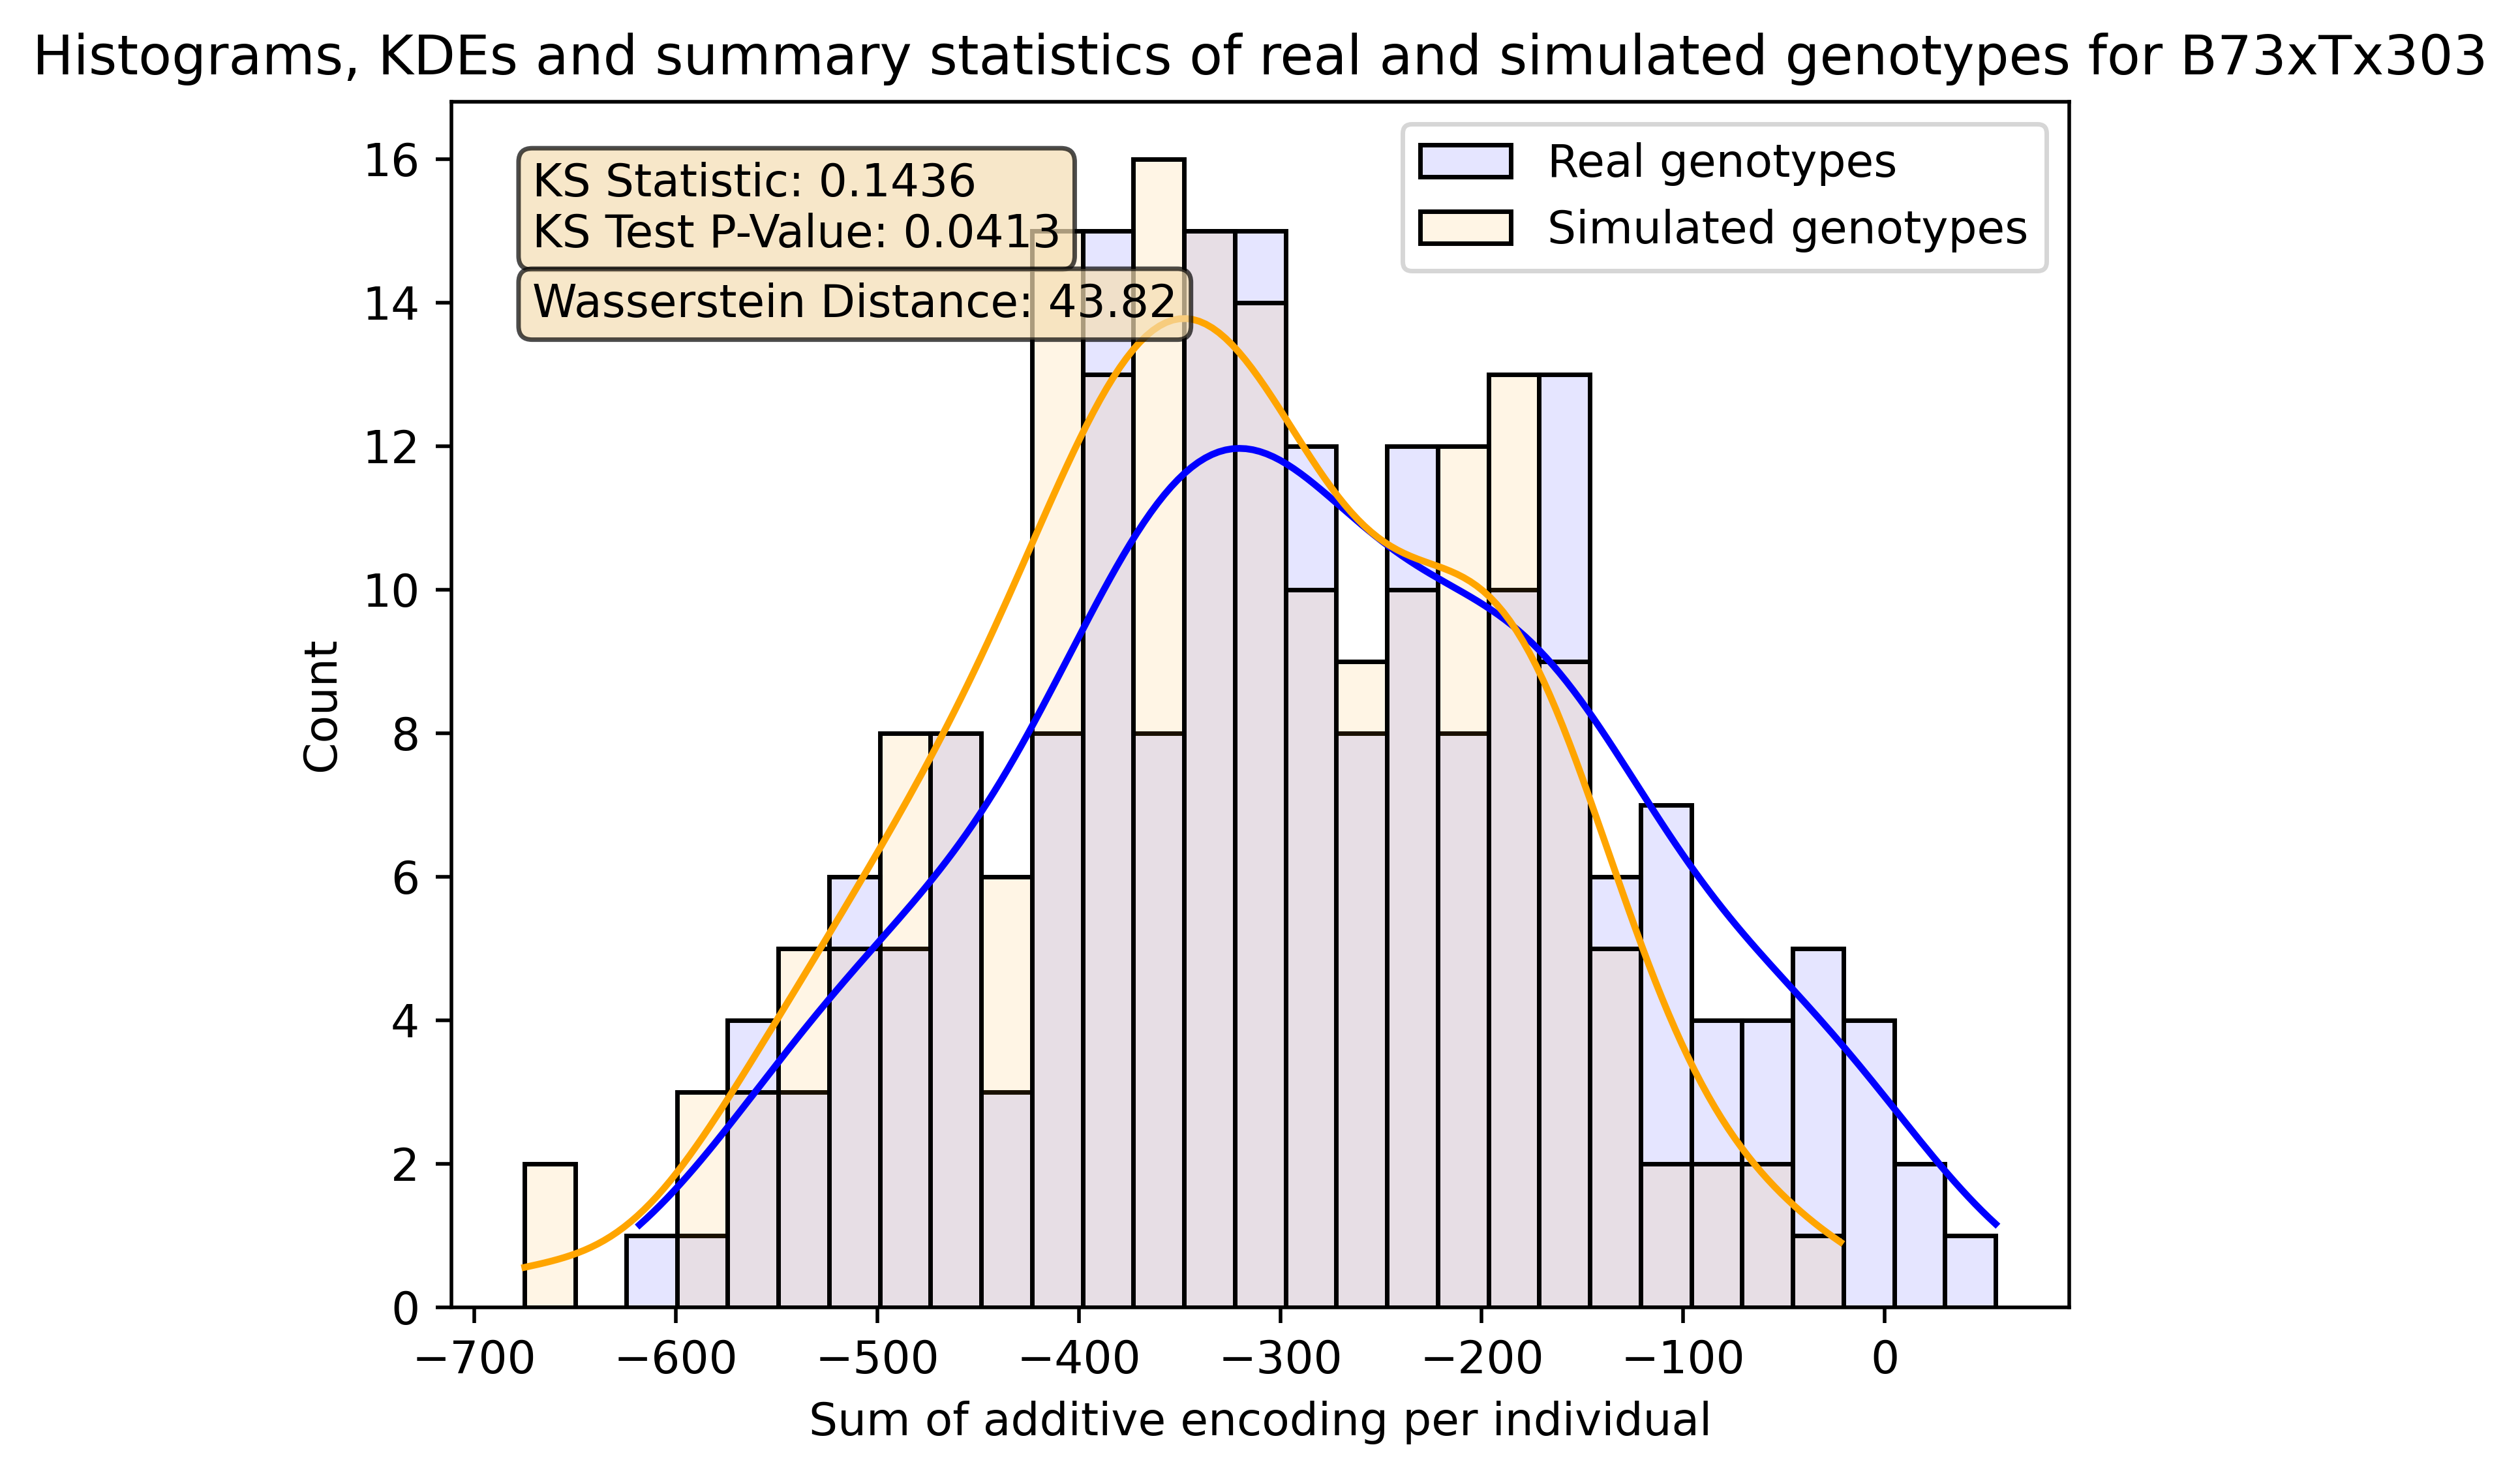 Histograms, KDEs and summary statistics of real and simulated genotypes for B73xTx303
KS Statistic: 0.1436
KS Test P-Value: 0.0413
Wasserstein Distance: 43.82
Real genotypes
Simulated genotypes
Count
16
14
12
10
8
6
4
2
0
−700 −600 −500 −400 −300 −200 −100 0
Sum of additive encoding per individual